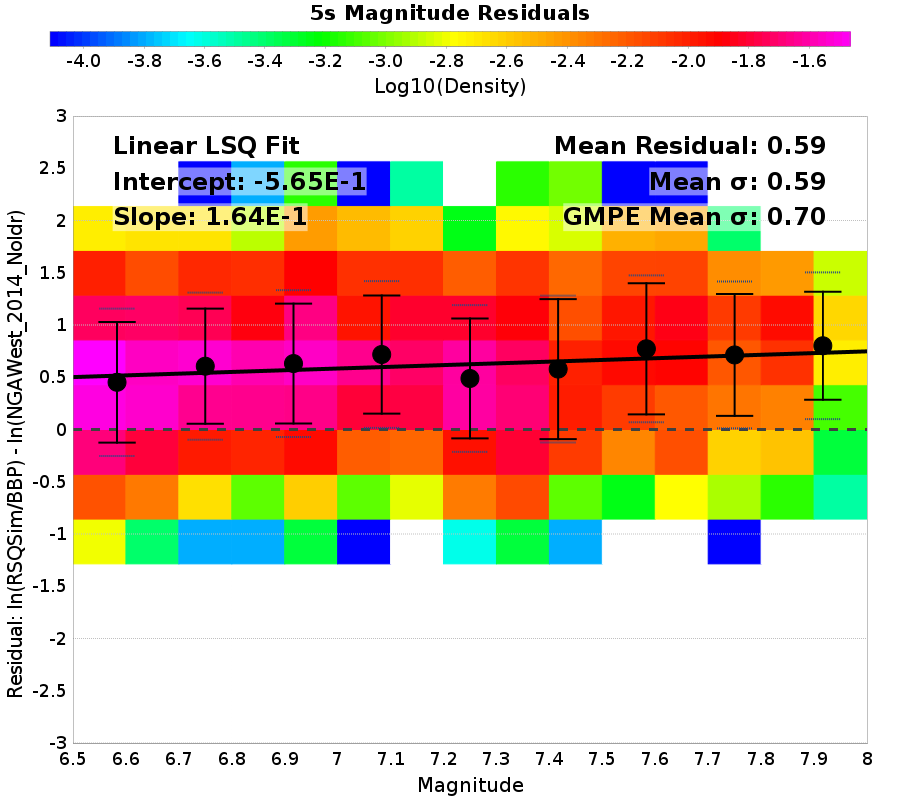 5s Magnitude Residuals
-4.0 -3.8 -3.6 -3.4 -3.2 -3.0 -2.8 -2.6 -2.4 -2.2 -2.0 -1.8 -1.6
Log10(Density)
Linear LSQ Fit
Intercept: -5.65E-1
Slope: 1.64E-1
Mean Residual: 0.59
Mean σ: 0.59
GMPE Mean σ: 0.70
Residual: ln(RSQSim/BBP) - ln(NGAWest_2014_NoIdr)
3
2.5
2
1.5
1
0.5
0
-0.5
-1
-1.5
-2
-2.5
-3
6.5 6.6 6.7 6.8 6.9 7 7.1 7.2 7.3 7.4 7.5 7.6 7.7 7.8 7.9 8
Magnitude